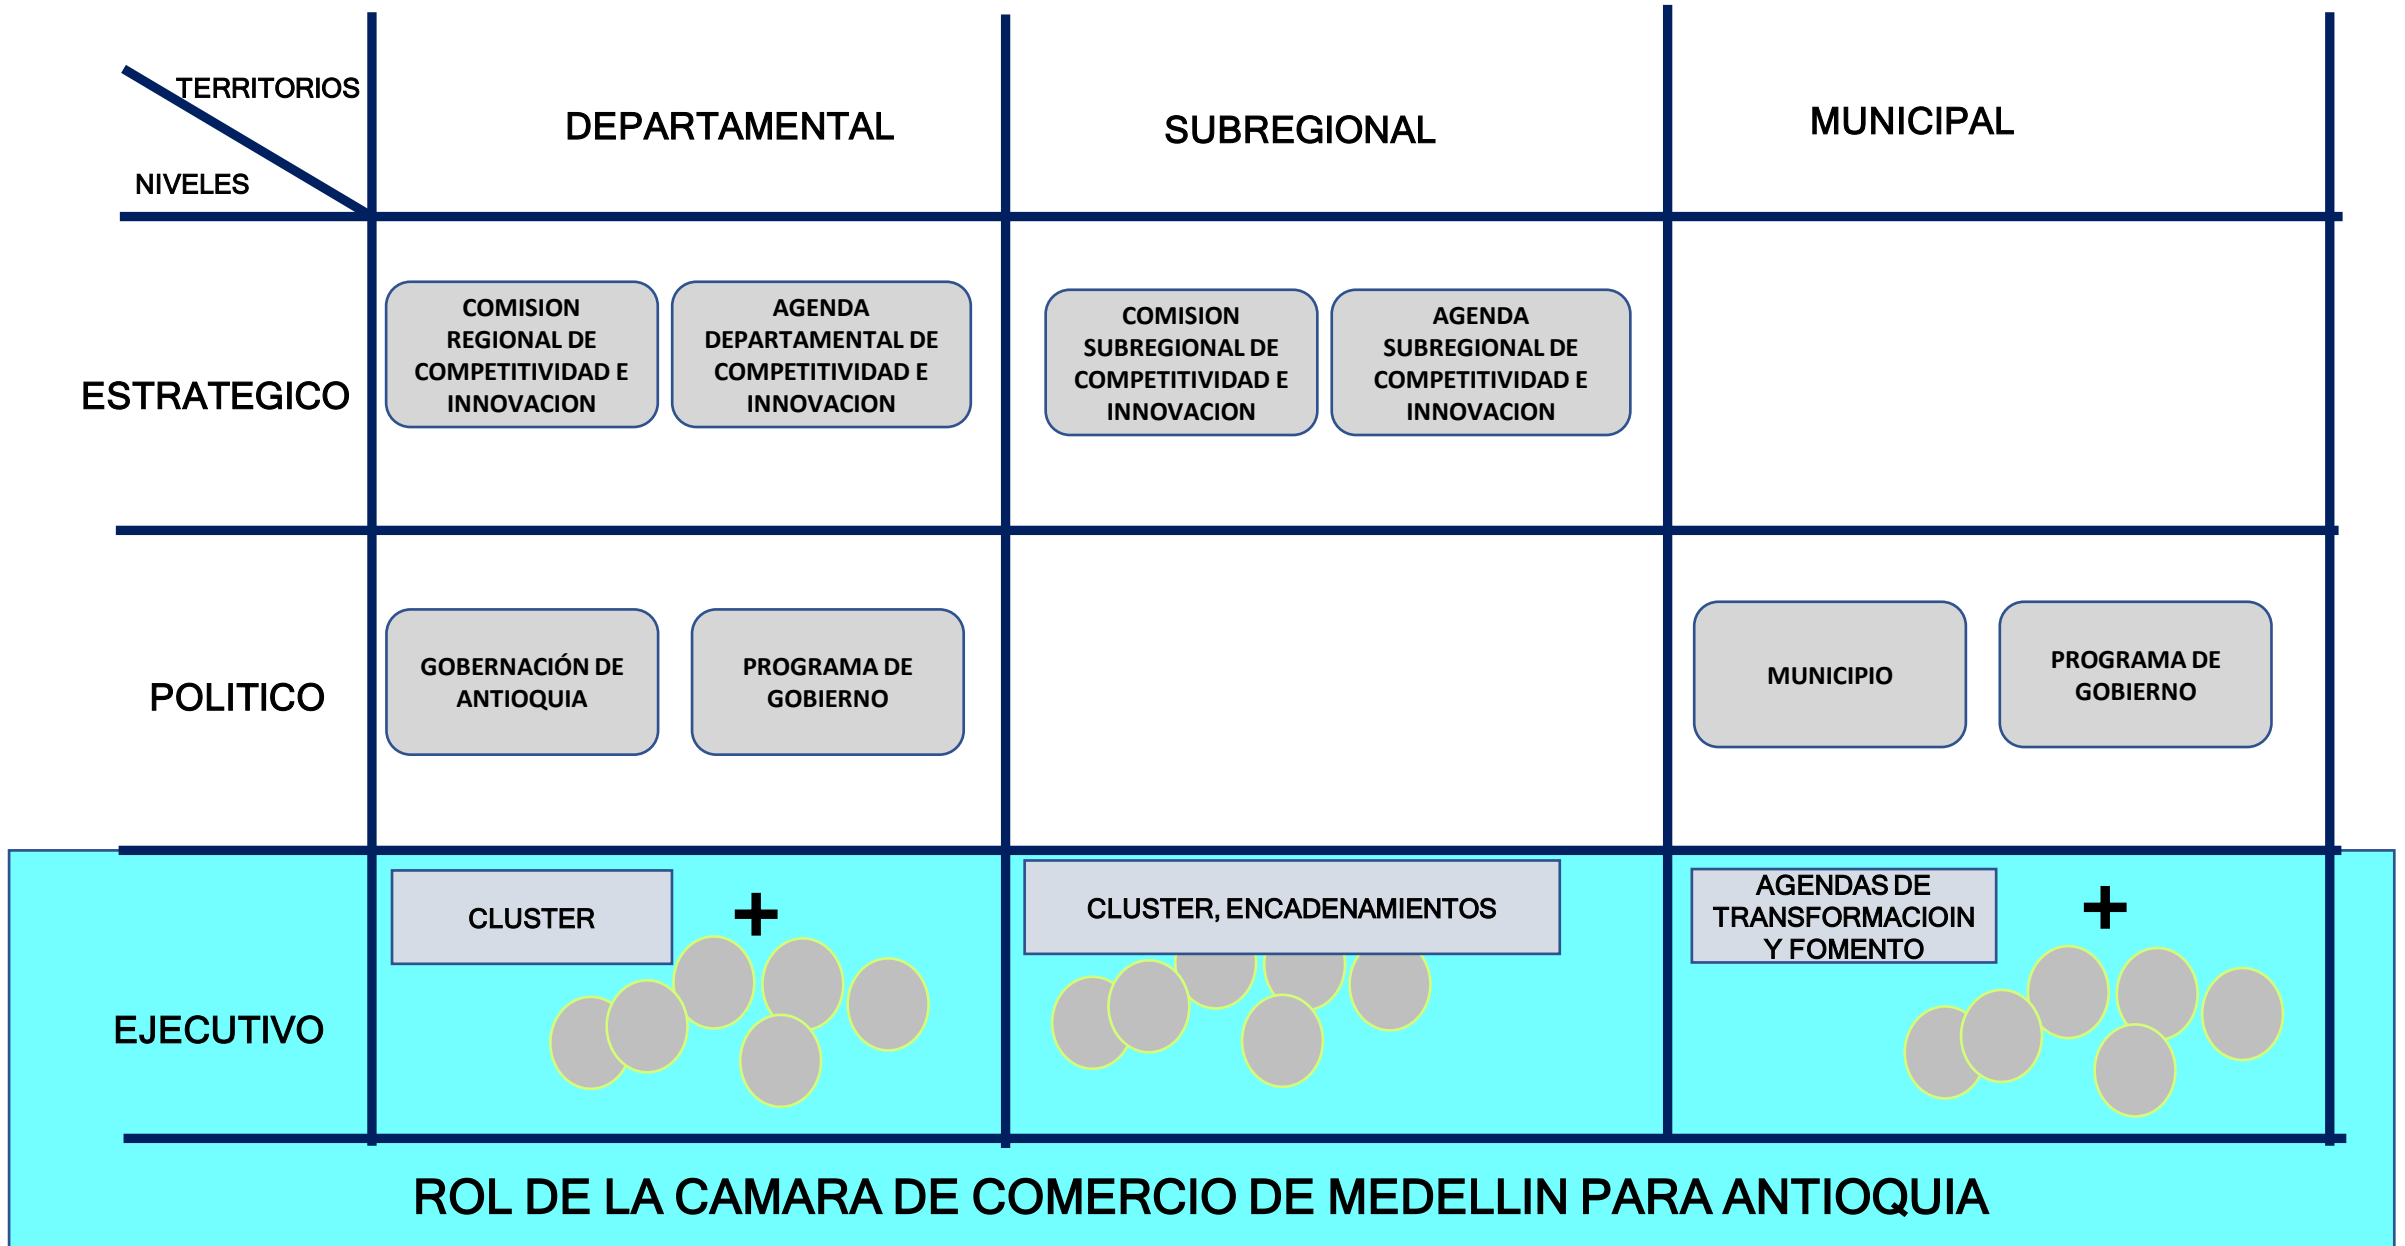 TERRITORIOS
NIVELES
DEPARTAMENTAL
SUBREGIONAL
MUNICIPAL
ESTRATEGICO
COMISION
REGIONAL DE
COMPETITIVIDAD E
INNOVACION
AGENDA
DEPARTAMENTAL DE
COMPETITIVIDAD E
INNOVACION
COMISION
SUBREGIONAL DE
COMPETITIVIDAD E
INNOVACION
AGENDA
SUBREGIONAL DE
COMPETITIVIDAD E
INNOVACION
POLITICO
GOBERNACIÓN DE
ANTIOQUIA
PROGRAMA DE
GOBIERNO
MUNICIPIO
PROGRAMA DE
GOBIERNO
EJECUTIVO
CLUSTER
+
CLUSTER, ENCADENAMIENTOS
AGENDAS DE
TRANSFORMACIOIN
Y FOMENTO
+
ROL DE LA CAMARA DE COMERCIO DE MEDELLIN PARA ANTIOQUIA